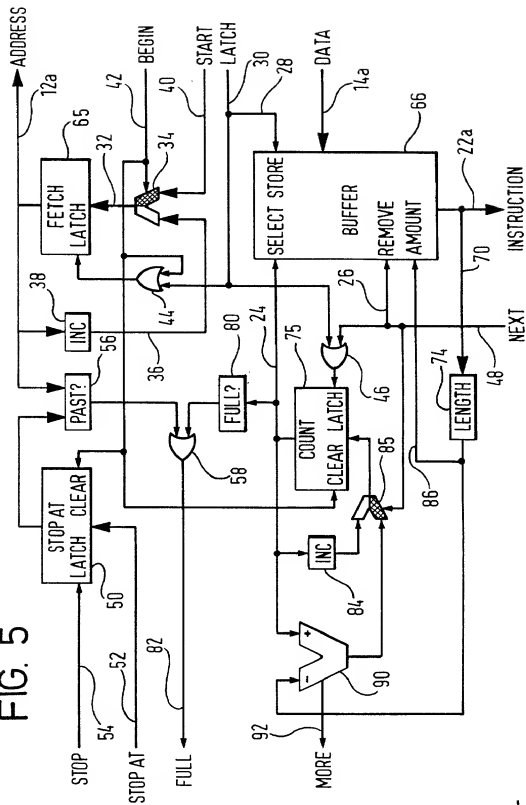 FIG. 5
ADDRESS
12a
BEGIN
42
START
40
LATCH
30
28
DATA
14a
65
FETCH
LATCH
32
34
44
38
INC
36
PAST?
56
STOP AT
LATCH CLEAR
50
STOP
54
STOP AT
52
FULL
82
58
FULL?
80
24
75
COUNT
CLEAR LATCH
46
26
66
SELECT STORE
BUFFER
REMOVE
AMOUNT
22a
INSTRUCTION
70
NEXT
48
74
LENGTH
86
85
INC
84
90
+
-
92
MORE